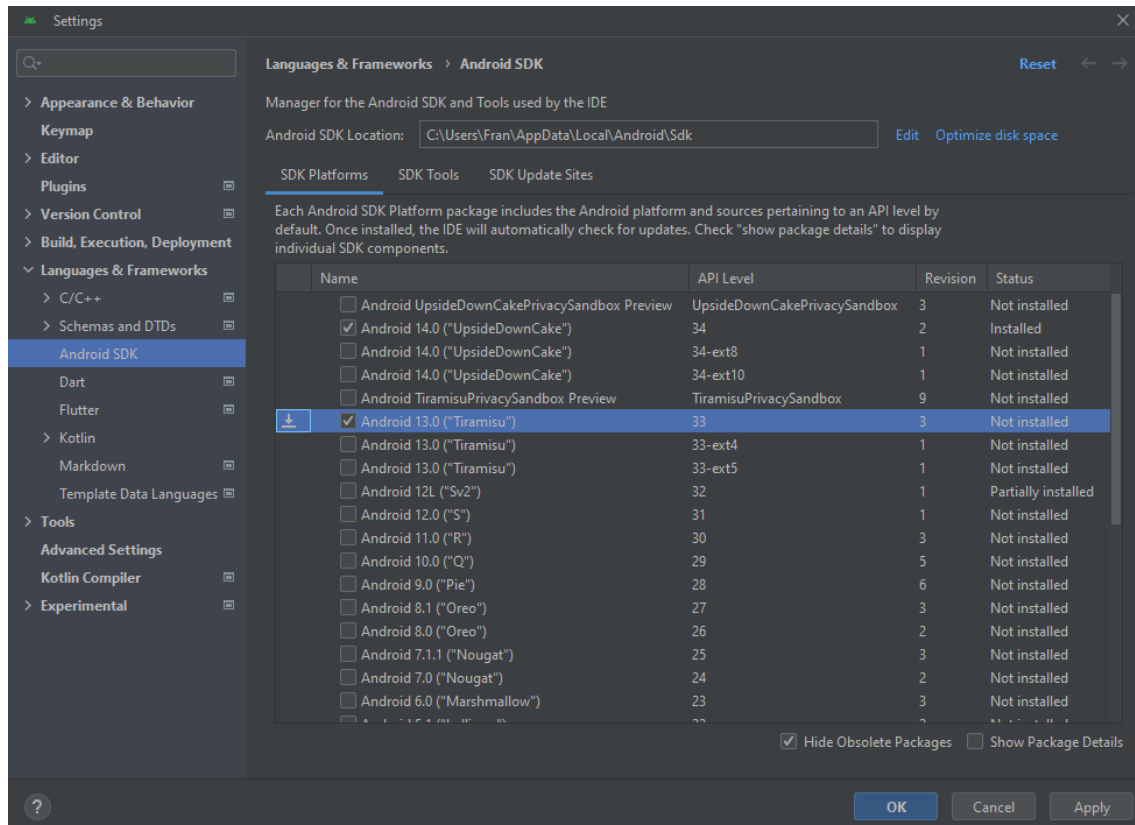 Settings
Languages & Frameworks > Android SDK
Reset
Appearance & Behavior
Keymap
Editor
Plugins
Version Control
Build, Execution, Deployment
Languages & Frameworks
C/C++
Schemas and DTDs
Android SDK
Dart
Flutter
Kotlin
Markdown
Template Data Languages
Tools
Advanced Settings
Kotlin Compiler
Experimental
Manager for the Android SDK and Tools used by the IDE
Android SDK Location: C:\Users\Fran\AppData\Local\Android\Sdk Edit Optimize disk space
SDK Platforms SDK Tools SDK Update Sites
Each Android SDK Platform package includes the Android platform and sources pertaining to an API level by
default. Once installed, the IDE will automatically check for updates. Check "show package details" to display
individual SDK components.
Name API Level Revision Status
Android UpsideDownCakePrivacySandbox Preview UpsideDownCakePrivacySandbox 3 Not installed
Android 14.0 ("UpsideDownCake") 34 2 Installed
Android 14.0 ("UpsideDownCake") 34-ext8 1 Not installed
Android 14.0 ("UpsideDownCake") 34-ext10 1 Not installed
Android TiramisuPrivacySandbox Preview TiramisuPrivacySandbox 9 Not installed
Android 13.0 ("Tiramisu") 33 3 Not installed
Android 13.0 ("Tiramisu") 33-ext4 1 Not installed
Android 13.0 ("Tiramisu") 33-ext5 1 Not installed
Android 12L ("Sv2") 32 1 Partially installed
Android 12.0 ("S") 31 1 Not installed
Android 11.0 ("R") 30 3 Not installed
Android 10.0 ("Q") 29 5 Not installed
Android 9.0 ("Pie") 28 6 Not installed
Android 8.1 ("Oreo") 27 3 Not installed
Android 8.0 ("Oreo") 26 2 Not installed
Android 7.1.1 ("Nougat") 25 3 Not installed
Android 7.0 ("Nougat") 24 2 Not installed
Android 6.0 ("Marshmallow") 23 3 Not installed
Hide Obsolete Packages Show Package Details
? OK Cancel Apply